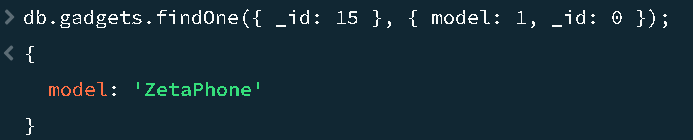 > db.gadgets.findOne({ _id: 15 }, { model: 1, _id: 0 });
< {
model: 'ZetaPhone'
}